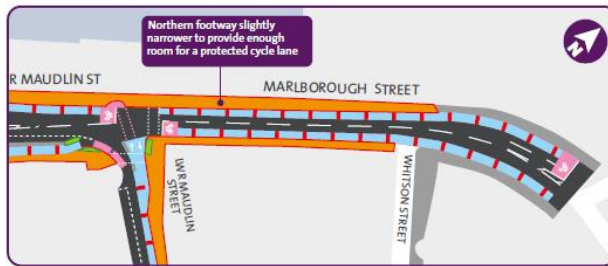 Northern footway slightly
narrower to provide enough
room for a protected cycle lane
N
R MAUDLIN ST
MARLBOROUGH STREET
LWR MAUDLIN
STREET
WHITSON STREET